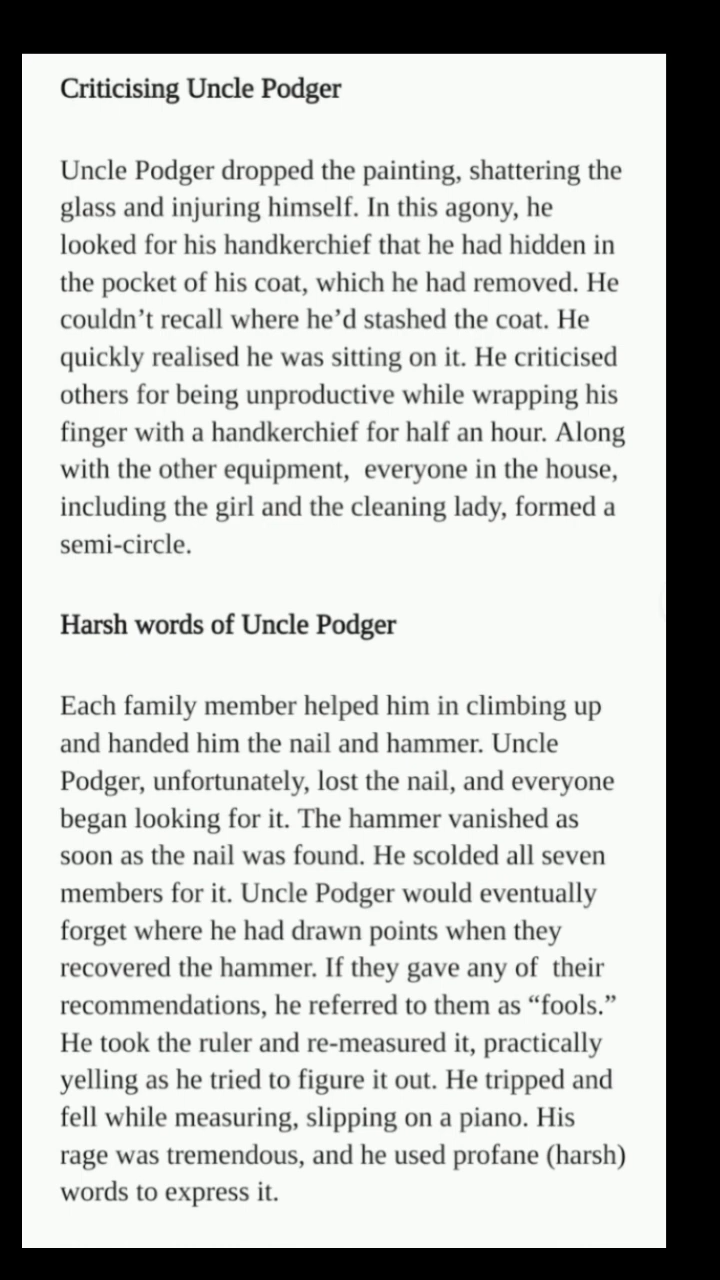 Criticising Uncle Podger
Uncle Podger dropped the painting, shattering the
glass and injuring himself. In this agony, he
looked for his handkerchief that he had hidden in
the pocket of his coat, which he had removed. He
couldn’t recall where he’d stashed the coat. He
quickly realised he was sitting on it. He criticised
others for being unproductive while wrapping his
finger with a handkerchief for half an hour. Along
with the other equipment,  everyone in the house,
including the girl and the cleaning lady, formed a
semi-circle.
Harsh words of Uncle Podger
Each family member helped him in climbing up
and handed him the nail and hammer. Uncle
Podger, unfortunately, lost the nail, and everyone
began looking for it. The hammer vanished as
soon as the nail was found. He scolded all seven
members for it. Uncle Podger would eventually
forget where he had drawn points when they
recovered the hammer. If they gave any of  their
recommendations, he referred to them as “fools.”
He took the ruler and re-measured it, practically
yelling as he tried to figure it out. He tripped and
fell while measuring, slipping on a piano. His
rage was tremendous, and he used profane (harsh)
words to express it.